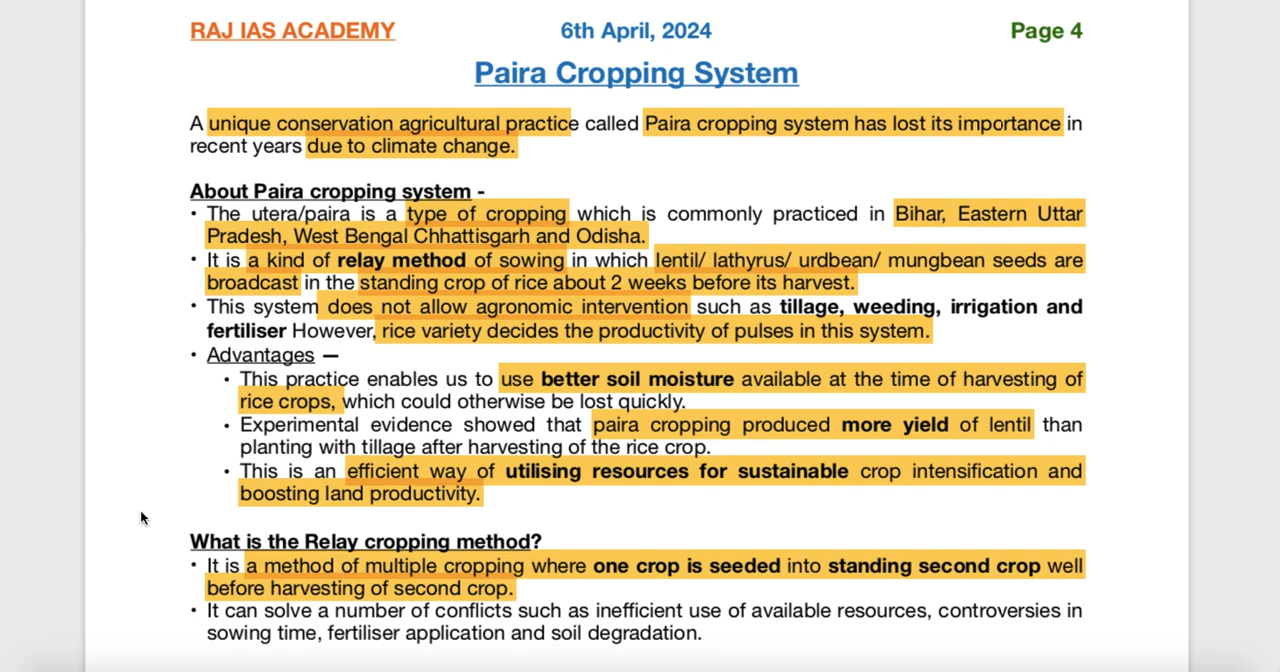 RAJ IAS ACADEMY 6th April, 2024 Page 4
Paira Cropping System
A unique conservation agricultural practice called Paira cropping system has lost its importance in
recent years due to climate change.
About Paira cropping system -
• The utera/paira is a type of cropping which is commonly practiced in Bihar, Eastern Uttar
Pradesh, West Bengal Chhattisgarh and Odisha.
• It is a kind of relay method of sowing in which lentil/ lathyrus/ urdbean/ mungbean seeds are
broadcast in the standing crop of rice about 2 weeks before its harvest.
• This system does not allow agronomic intervention such as tillage, weeding, irrigation and
fertiliser However, rice variety decides the productivity of pulses in this system.
• Advantages —
• This practice enables us to use better soil moisture available at the time of harvesting of
rice crops, which could otherwise be lost quickly.
• Experimental evidence showed that paira cropping produced more yield of lentil than
planting with tillage after harvesting of the rice crop.
• This is an efficient way of utilising resources for sustainable crop intensification and
boosting land productivity.
What is the Relay cropping method?
• It is a method of multiple cropping where one crop is seeded into standing second crop well
before harvesting of second crop.
• It can solve a number of conflicts such as inefficient use of available resources, controversies in
sowing time, fertiliser application and soil degradation.